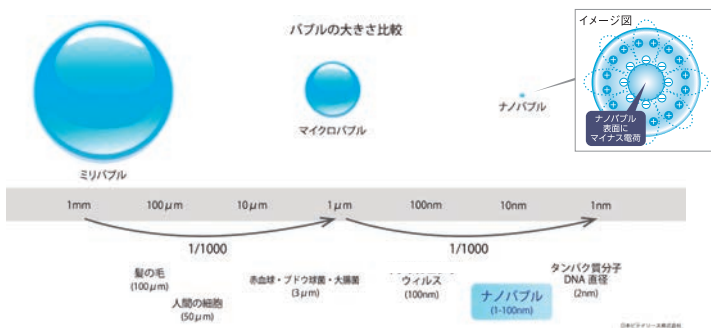 バブルの大きさ比較
イメージ図
ミリバブル
マイクロバブル
ナノバブル
ナノバブル
表面に
マイナス電荷
1mm 100μm 10μm 1μm 100nm 10nm 1nm
1/1000 1/1000
髪の毛
(100μm)
人間の細胞
(50μm)
赤血球・ブドウ球菌・大腸菌
(3μm)
ウィルス
(100nm)
ナノバブル
(1-100nm)
タンパク質分子
DNA 直径
(2nm)